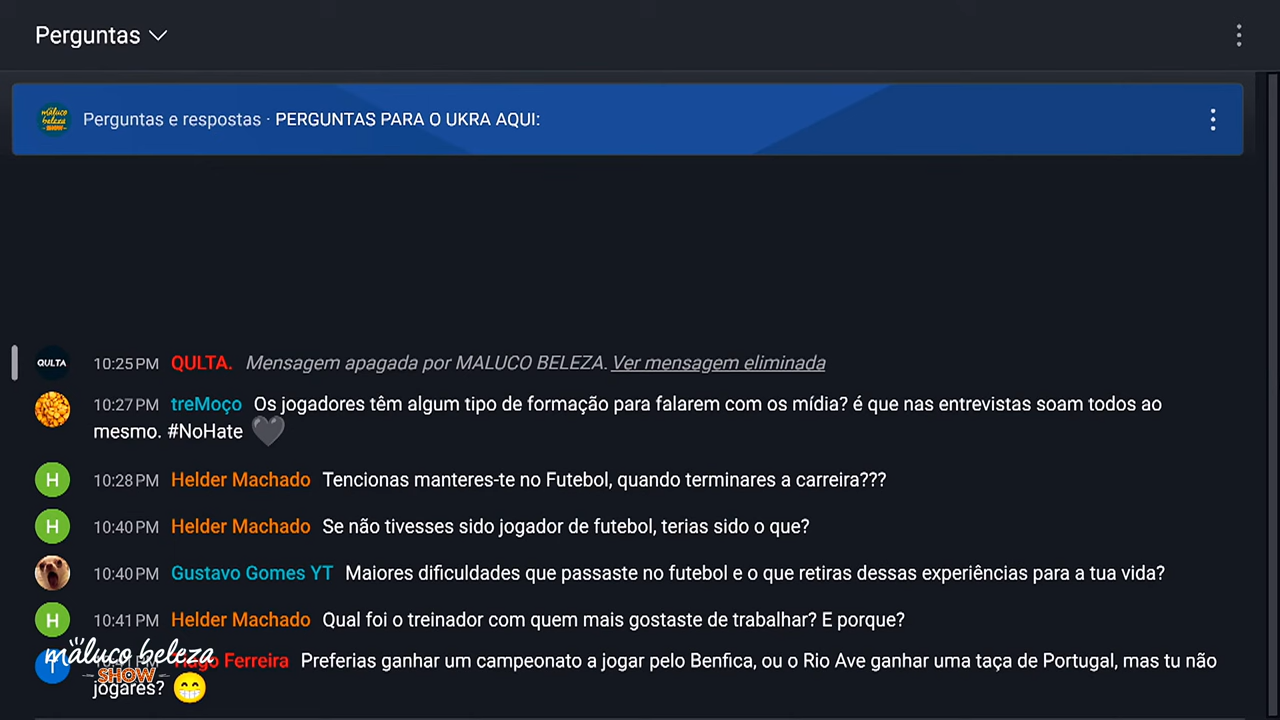 Perguntas
maluco beleza SHOW Perguntas e respostas · PERGUNTAS PARA O UKRA AQUI:
QULTA 10:25 PM QULTA. Mensagem apagada por MALUCO BELEZA. Ver mensagem eliminada
10:27 PM treMoço Os jogadores têm algum tipo de formação para falarem com os mídia? é que nas entrevistas soam todos ao
mesmo. #NoHate
H 10:28 PM Helder Machado Tencionas manteres-te no Futebol, quando terminares a carreira???
H 10:40 PM Helder Machado Se não tivesses sido jogador de futebol, terias sido o que?
10:40 PM Gustavo Gomes YT Maiores dificuldades que passaste no futebol e o que retiras dessas experiências para a tua vida?
H 10:41 PM Helder Machado Qual foi o treinador com quem mais gostaste de trabalhar? E porque?
T Tiago Ferreira Preferias ganhar um campeonato a jogar pelo Benfica, ou o Rio Ave ganhar uma taça de Portugal, mas tu não
jogares?
maluco beleza
SHOW